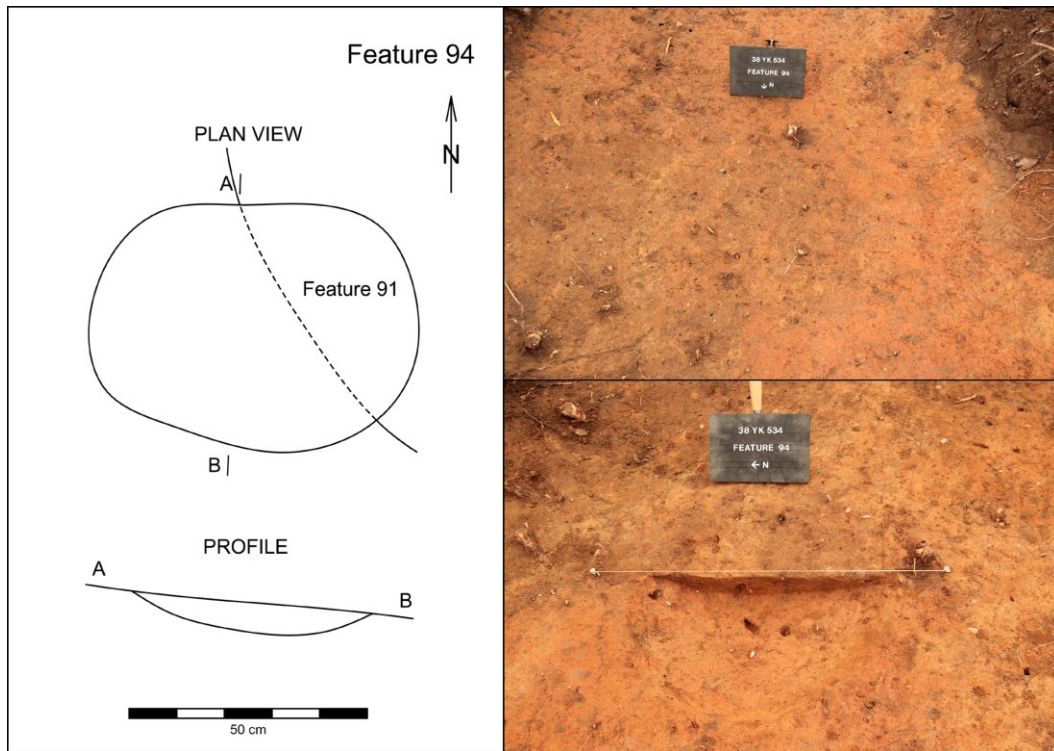 Feature 94
N
PLAN VIEW
A
Feature 91
B
PROFILE
A
B
50 cm
38 YK 534
FEATURE 94
↓ N
38 YK 534
FEATURE 94
← N